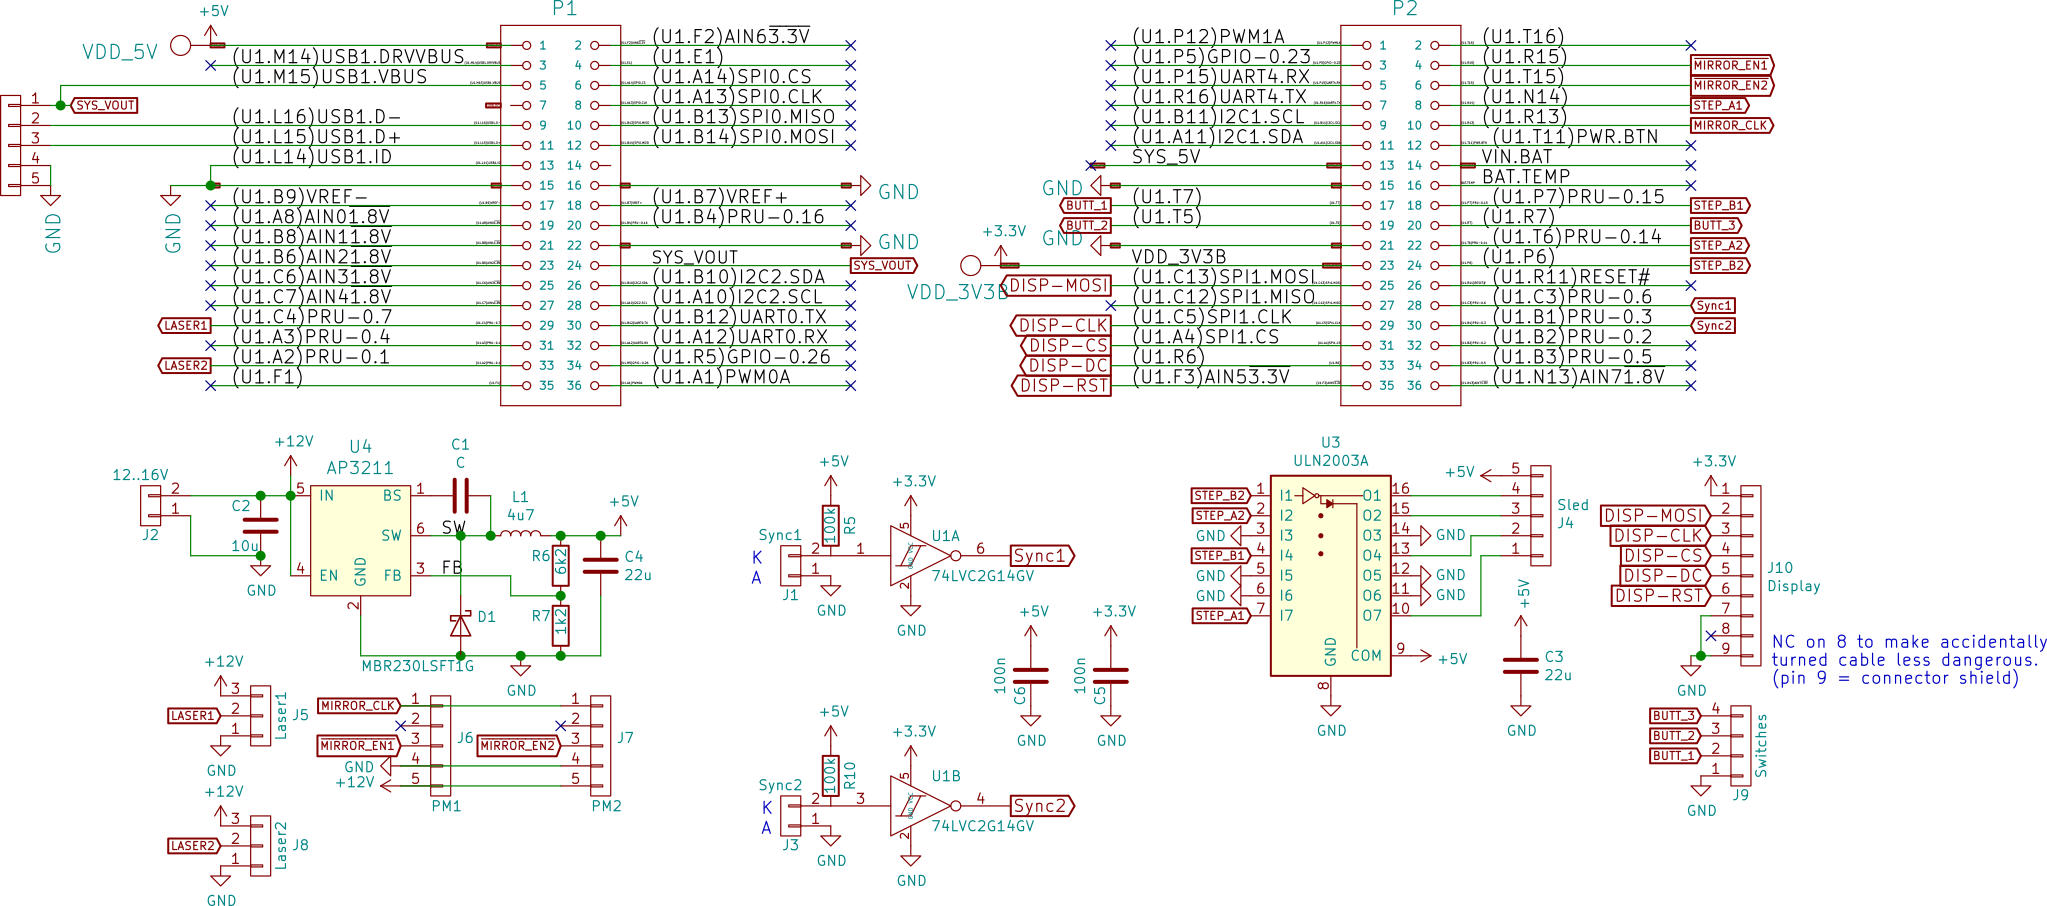 P1
P2
+5V
VDD_5V
1
2
(U1.F2)AIN63.3V
(U1.M14)USB1.DRVVBUS
3
4
(U1.E1)
(U1.M15)USB1.VBUS
5
6
(U1.A14)SPI0.CS
1
SYS_VOUT
7
8
(U1.A13)SPI0.CLK
2
(U1.L16)USB1.D-
9
10
(U1.B13)SPI0.MISO
3
(U1.L15)USB1.D+
11
12
(U1.B14)SPI0.MOSI
4
(U1.L14)USB1.ID
13
14
5
15
16
(U1.B7)VREF+
GND
GND
GND
(U1.B9)VREF-
17
18
(U1.B4)PRU-0.16
(U1.A8)AIN01.8V
19
20
(U1.B8)AIN11.8V
21
22
GND
(U1.B6)AIN21.8V
23
24
SYS_VOUT
SYS_VOUT
(U1.C6)AIN31.8V
25
26
(U1.B10)I2C2.SDA
(U1.C7)AIN41.8V
27
28
(U1.A10)I2C2.SCL
LASER1
(U1.C4)PRU-0.7
29
30
(U1.B12)UART0.TX
(U1.A3)PRU-0.4
31
32
(U1.A12)UART0.RX
LASER2
(U1.A2)PRU-0.1
33
34
(U1.R5)GPIO-0.26
(U1.F1)
35
36
(U1.A1)PWM0A
(U1.P12)PWM1A
1
2
(U1.T16)
(U1.P5)GPIO-0.23
3
4
(U1.R15)
MIRROR_EN1
(U1.P15)UART4.RX
5
6
(U1.T15)
MIRROR_EN2
(U1.R16)UART4.TX
7
8
(U1.N14)
STEP_A1
(U1.B11)I2C1.SCL
9
10
(U1.R13)
MIRROR_CLK
(U1.A11)I2C1.SDA
11
12
(U1.T11)PWR.BTN
SYS_5V
13
14
VIN.BAT
GND
15
16
BAT.TEMP
BUTT_1
(U1.T7)
17
18
(U1.P7)PRU-0.15
STEP_B1
BUTT_2
(U1.T5)
19
20
(U1.R7)
BUTT_3
GND
21
22
(U1.T6)PRU-0.14
STEP_A2
+3.3V
VDD_3V3B
VDD_3V3B
23
24
(U1.P6)
STEP_B2
DISP-MOSI
(U1.C13)SPI1.MOSI
25
26
(U1.R11)RESET#
(U1.C12)SPI1.MISO
27
28
(U1.C3)PRU-0.6
Sync1
DISP-CLK
(U1.C5)SPI1.CLK
29
30
(U1.B1)PRU-0.3
Sync2
DISP-CS
(U1.A4)SPI1.CS
31
32
(U1.B2)PRU-0.2
DISP-DC
(U1.R6)
33
34
(U1.B3)PRU-0.5
DISP-RST
(U1.F3)AIN53.3V
35
36
(U1.N13)AIN71.8V
12..16V
2
1
J2
+12V
C2
10u
GND
U4
AP3211
5
IN
BS
1
SW
6
4
EN
FB
3
GND
2
C1
C
SW
FB
L1
4u7
+5V
R6
6k2
R7
1k2
C4
22u
D1
MBR230LSFT1G
GND
+12V
3
2
1
LASER1
Laser1
J5
GND
+12V
3
2
1
LASER2
Laser2
J8
GND
MIRROR_CLK
MIRROR_EN1
GND
+12V
1
2
3
4
5
J6
PM1
MIRROR_EN2
1
2
3
4
5
J7
PM2
+5V
Sync1
K
A
2
1
J1
100k
R5
GND
+3.3V
1
5
2
GND VCC
U1A
6
74LVC2G14GV
Sync1
GND
+5V
100n
C6
GND
+3.3V
100n
C5
GND
+5V
Sync2
K
A
2
1
J3
100k
R10
GND
+3.3V
3
5
2
GND VCC
U1B
4
74LVC2G14GV
Sync2
GND
U3
ULN2003A
STEP_B2
1
I1
O1
16
STEP_A2
2
I2
O2
15
GND
3
I3
O3
14
GND
STEP_B1
4
I4
O4
13
GND
5
I5
O5
12
GND
GND
6
I6
O6
11
GND
STEP_A1
7
I7
O7
10
GND
COM
9
+5V
8
GND
+5V
5
4
3
2
1
Sled
J4
+5V
C3
22u
GND
+3.3V
1
DISP-MOSI
2
DISP-CLK
3
DISP-CS
4
DISP-DC
5
DISP-RST
6
7
8
9
J10
Display
GND
NC on 8 to make accidentally
turned cable less dangerous.
(pin 9 = connector shield)
BUTT_3
4
BUTT_2
3
BUTT_1
2
1
Switches
J9
GND